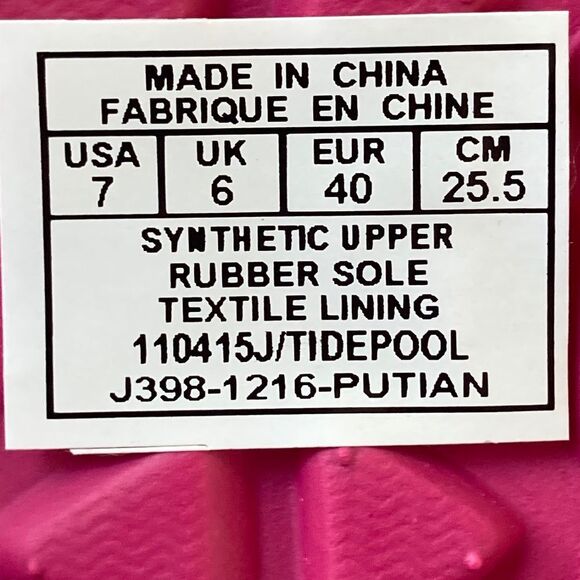 MADE IN CHINA
FABRIQUE EN CHINE
USA UK EUR CM
7 6 40 25.5
SYNTHETIC UPPER
RUBBER SOLE
TEXTILE LINING
110415J/TIDEPOOL
J398-1216-PUTIAN